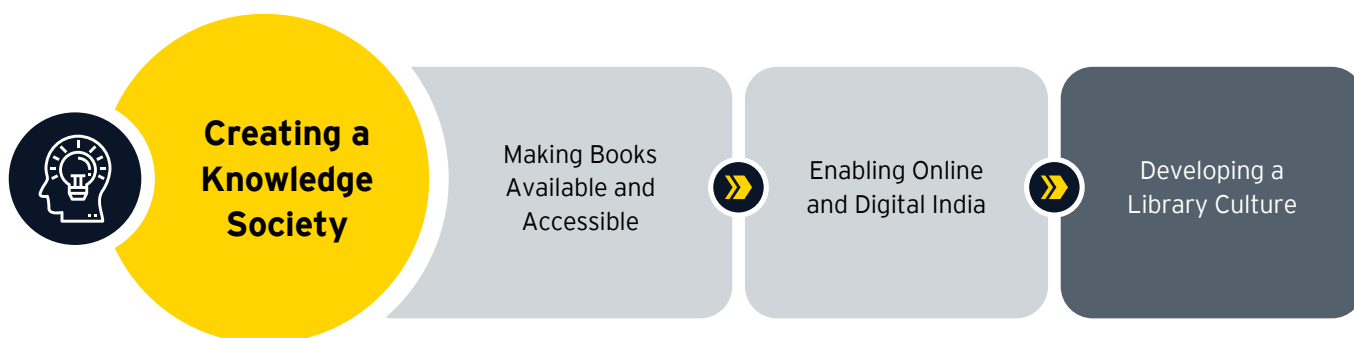 Creating a
Knowledge
Society
Making Books
Available and
Accessible
Enabling Online
and Digital India
Developing a
Library Culture